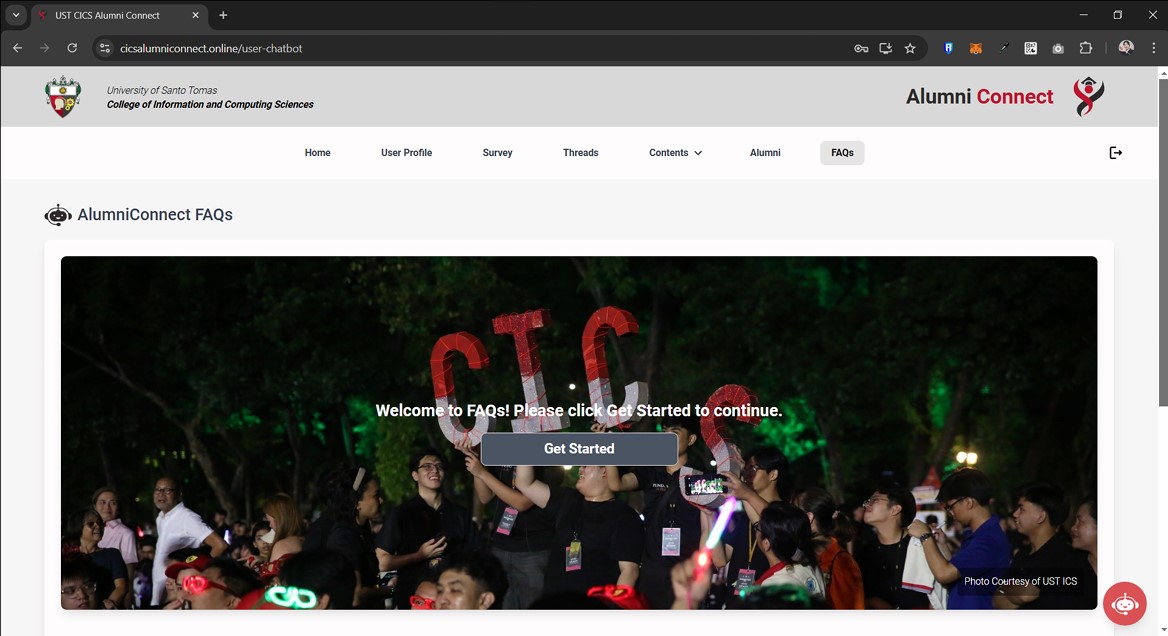 UST CICS Alumni Connect
cicsalumniconnect.online/user-chatbot
University of Santo Tomas
College of Information and Computing Sciences
Alumni Connect
Home
User Profile
Survey
Threads
Contents
Alumni
FAQs
AlumniConnect FAQs
CICS
Welcome to FAQs! Please click Get Started to continue.
Get Started
Photo Courtesy of UST ICS